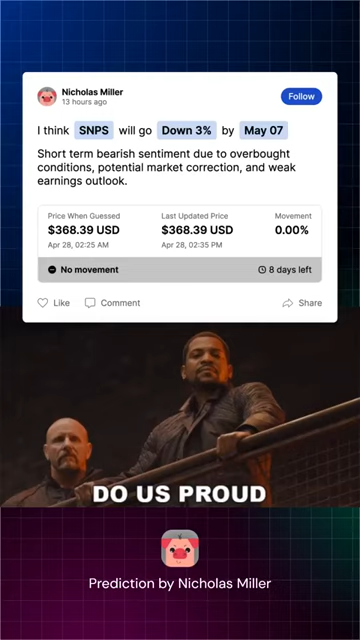 Nicholas Miller
13 hours ago
Follow
I think SNPS will go Down 3% by May 07
Short term bearish sentiment due to overbought
conditions, potential market correction, and weak
earnings outlook.
Price When Guessed
$368.39 USD
Apr 28, 02:25 AM
Last Updated Price
$368.39 USD
Apr 28, 02:35 PM
Movement
0.00%
No movement
8 days left
Like
Comment
Share
DO US PROUD
Prediction by Nicholas Miller